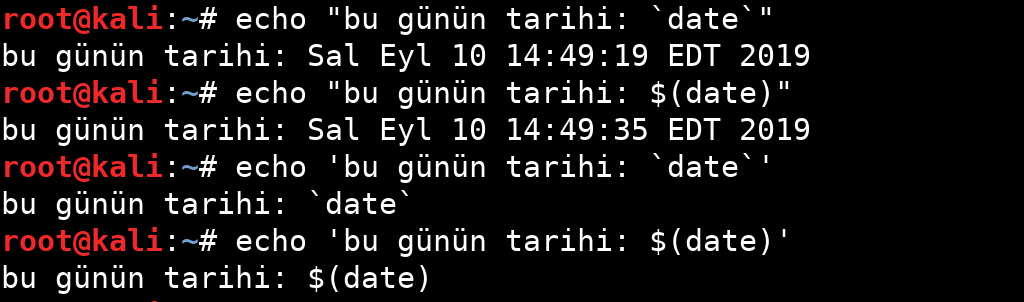 root@kali:~# echo "bu günün tarihi: `date`"
bu günün tarihi: Sal Eyl 10 14:49:19 EDT 2019
root@kali:~# echo "bu günün tarihi: $(date)"
bu günün tarihi: Sal Eyl 10 14:49:35 EDT 2019
root@kali:~# echo 'bu günün tarihi: `date`'
bu günün tarihi: `date`
root@kali:~# echo 'bu günün tarihi: $(date)'
bu günün tarihi: $(date)